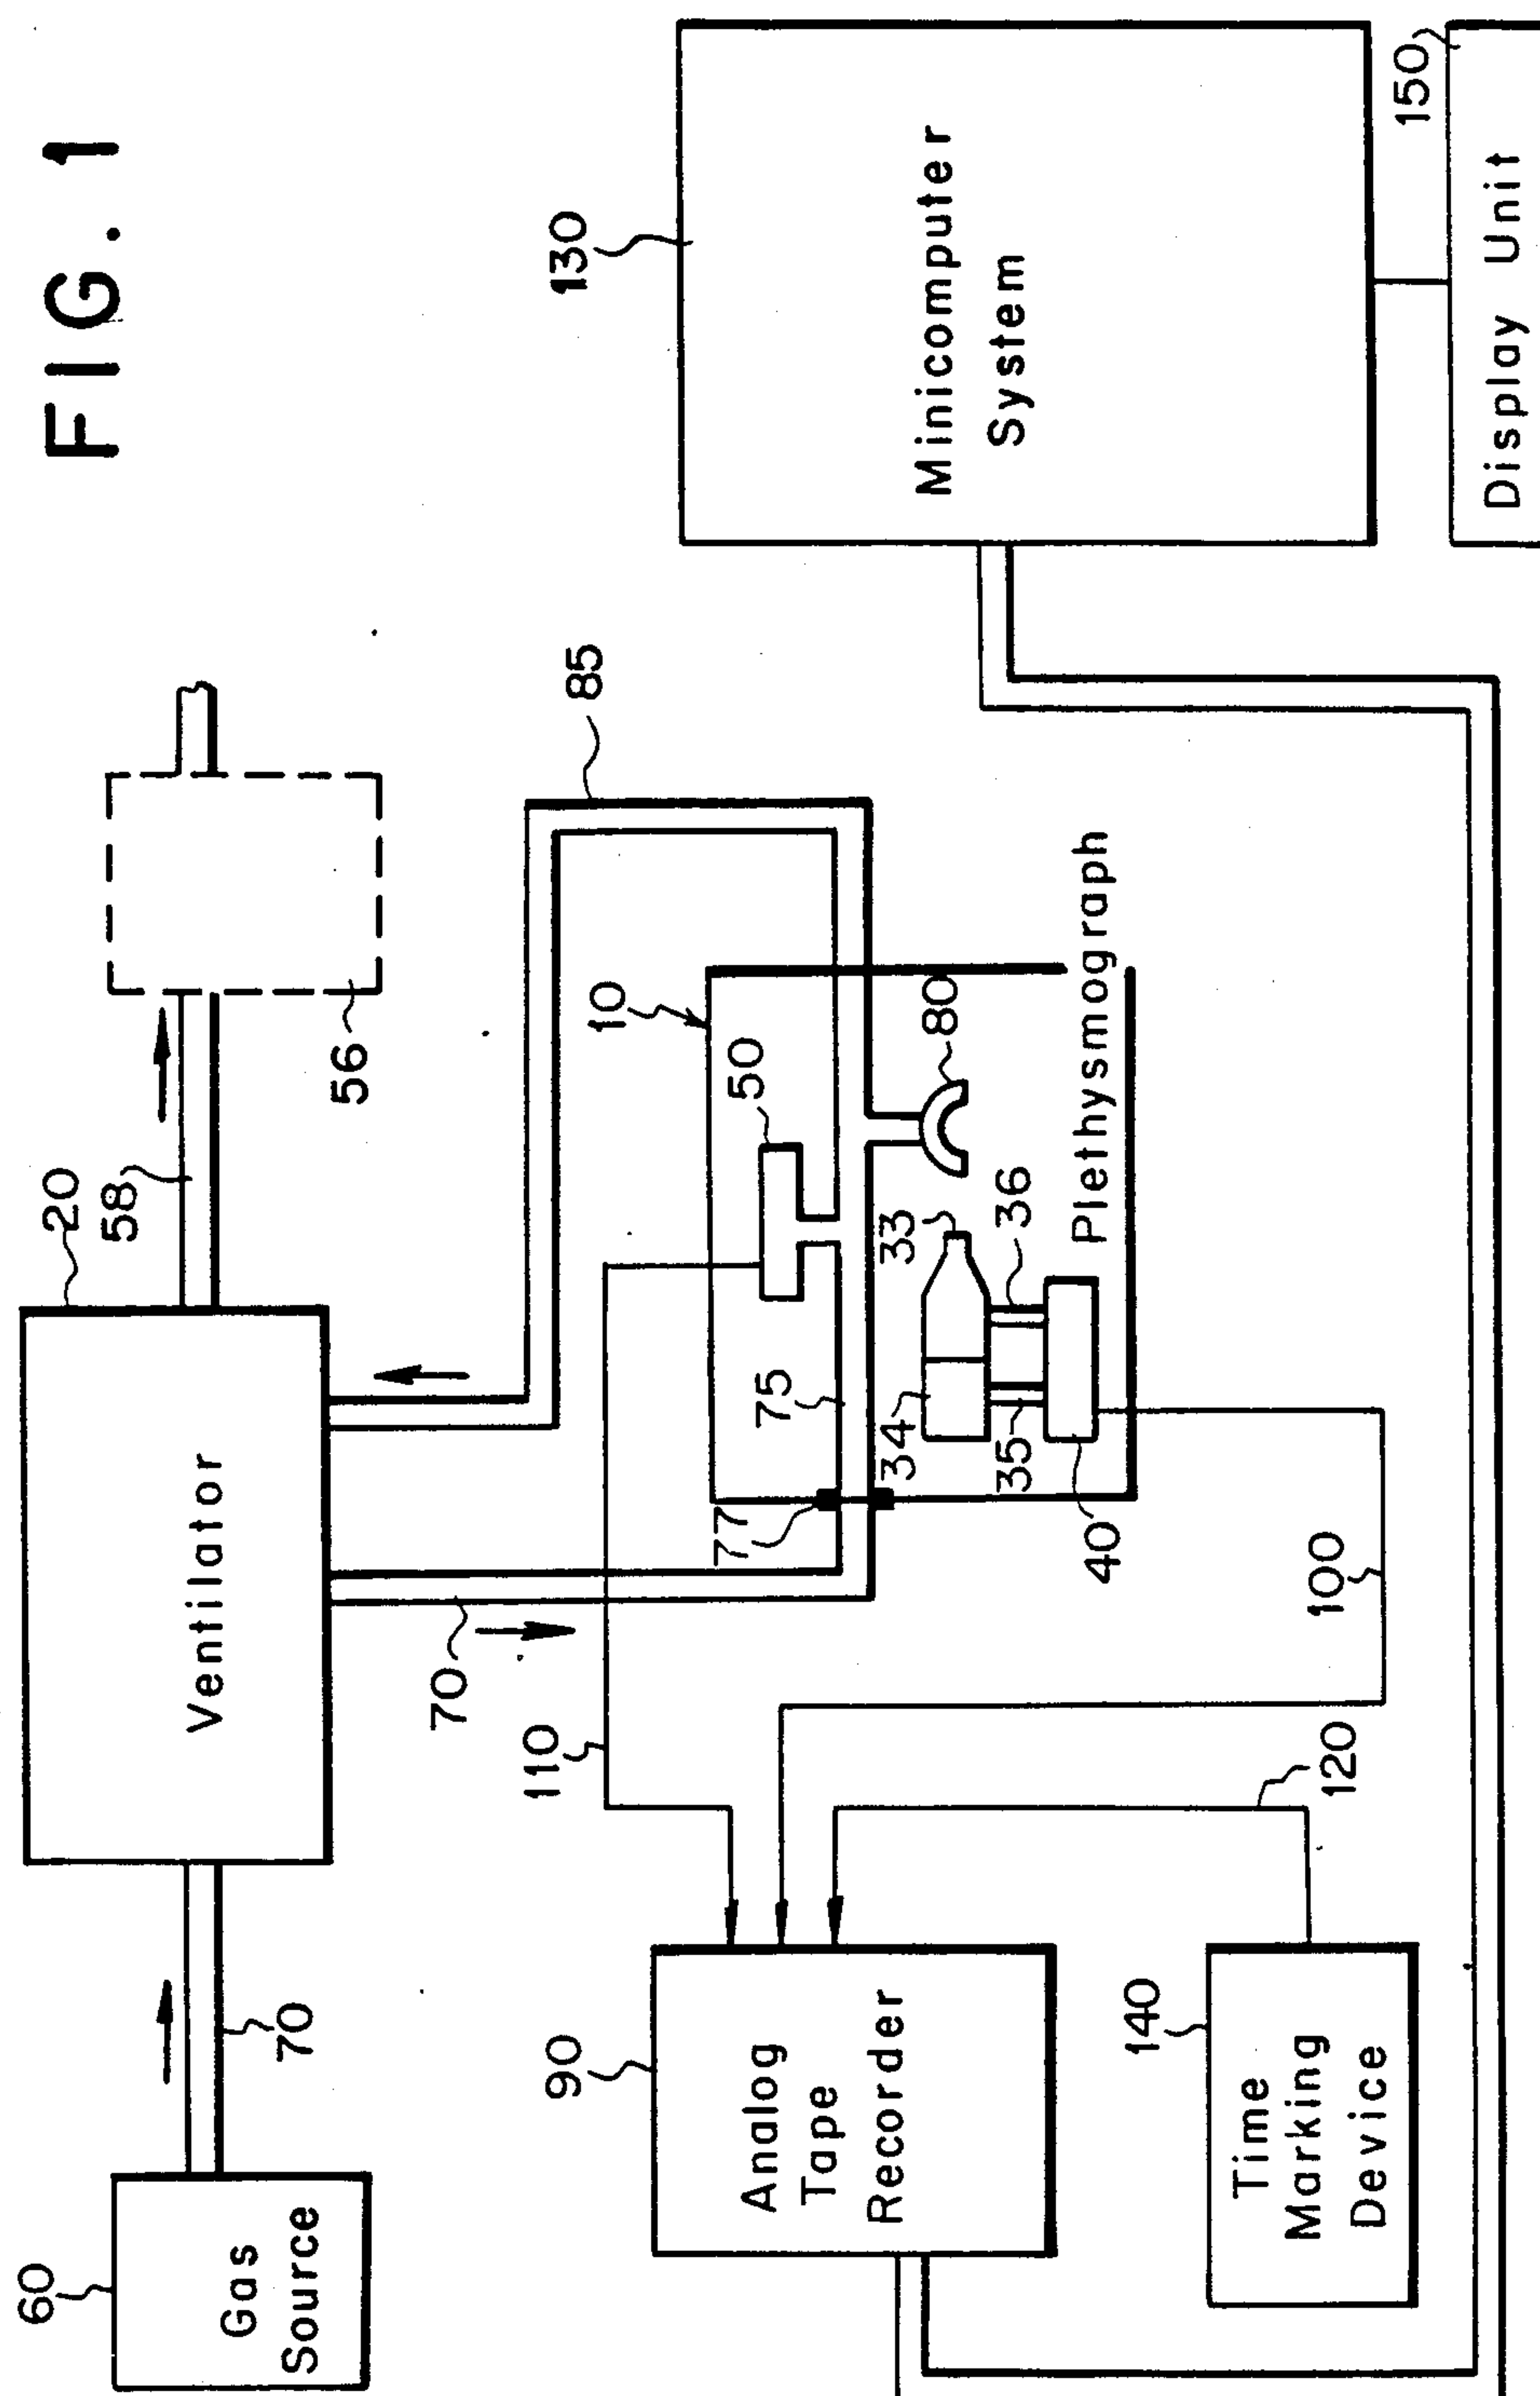 FIG. 1
60
Gas
Source
70
20
Ventilator
58
56
70
85
110
10
50
77
75
80
34
33
35
36
40
Plethysmograph
100
120
90
Analog
Tape
Recorder
140
Time
Marking
Device
130
Minicomputer
System
150
Display Unit